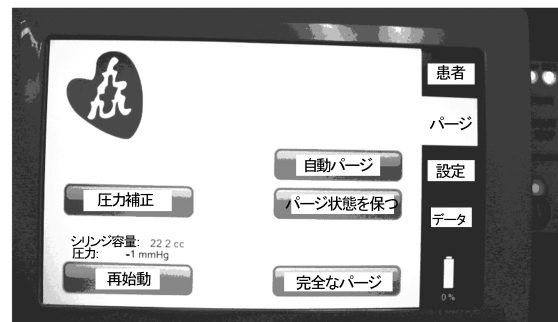 患者
パージ
自動パージ
設定
圧力補正
パージ状態を保つ
データ
シリンジ容量: 22.2 cc
圧力: -1 mmHg
再始動
完全なパージ
0%